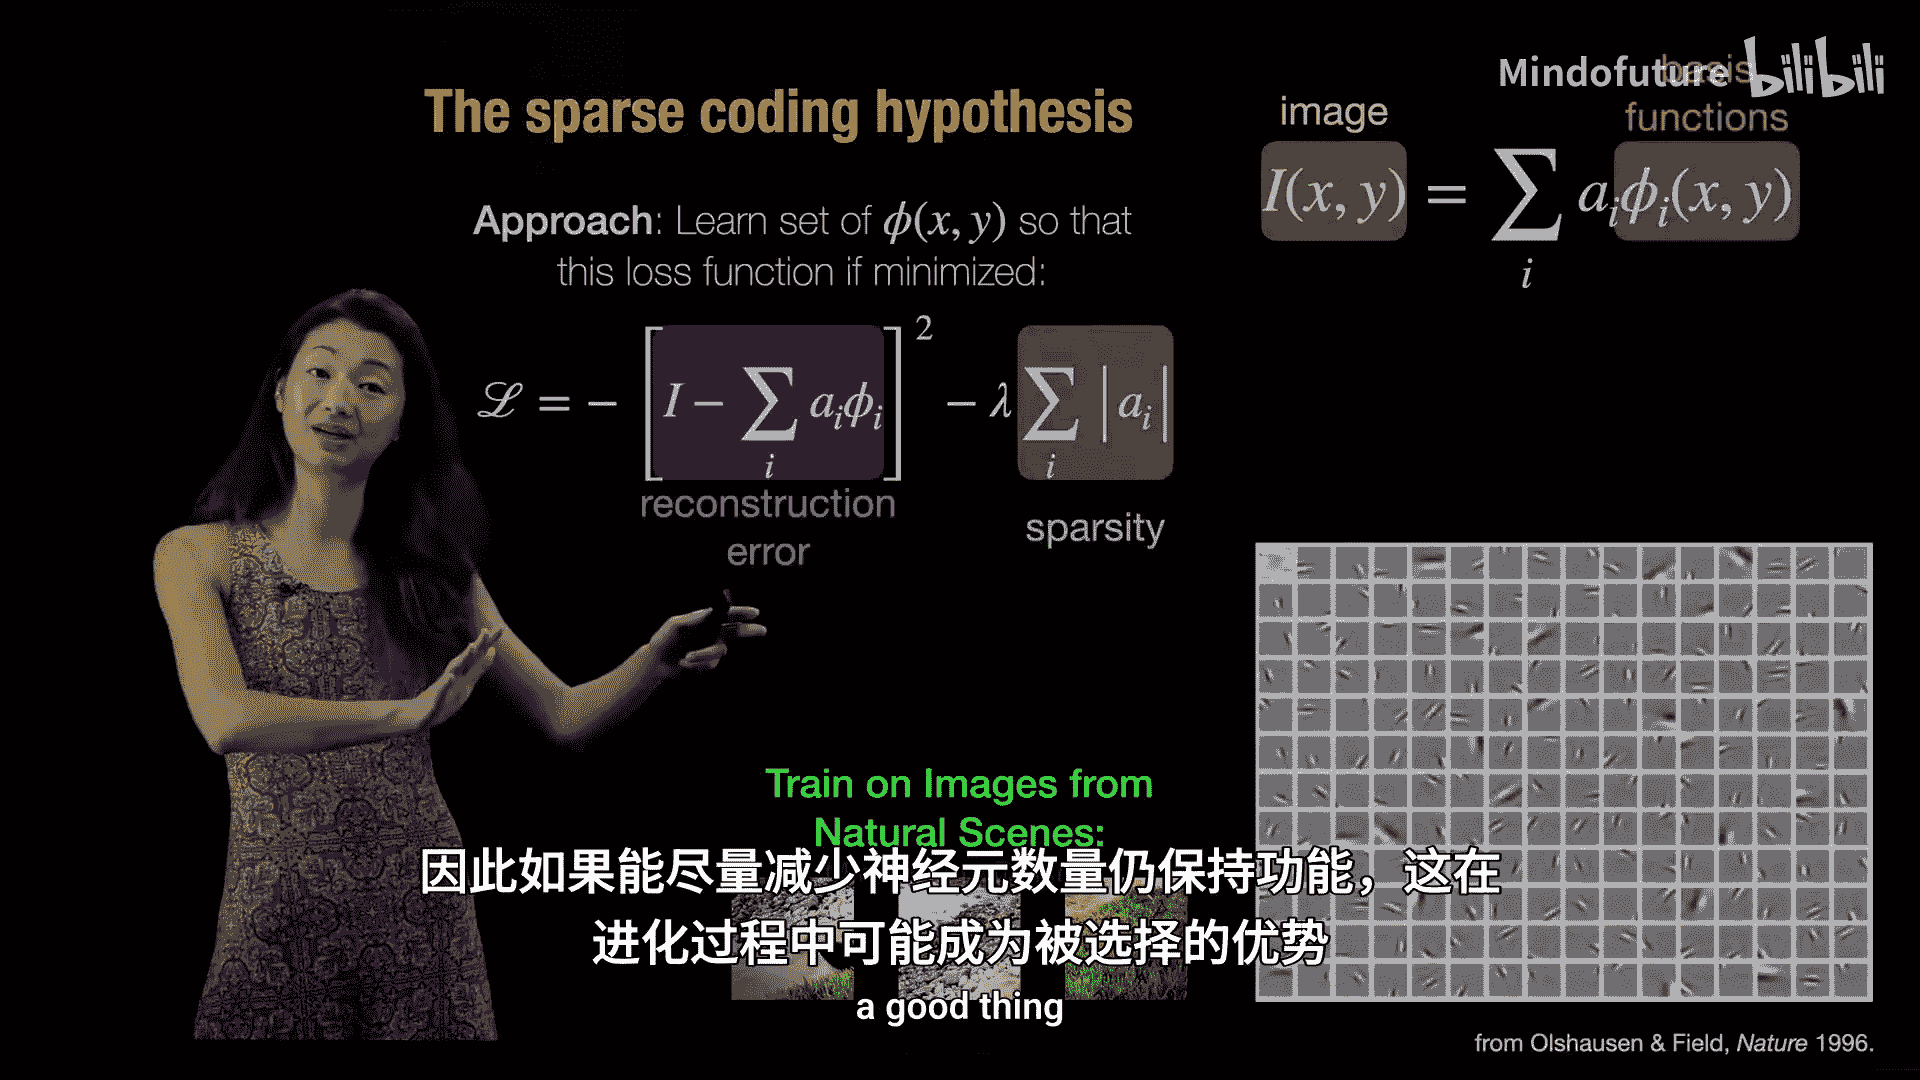 Mindofuture bilibili
The sparse coding hypothesis
image
basis
functions
I(x, y) = ∑ aᵢϕᵢ(x, y)
i
Approach: Learn set of ϕ(x, y) so that
this loss function if minimized:
ℒ = − [I − ∑ aᵢϕᵢ]² − λ ∑ |aᵢ|
i i
reconstruction
error
sparsity
Train on Images from
Natural Scenes:
因此如果能尽量减少神经元数量仍保持功能，这在
进化过程中可能成为被选择的优势
a good thing
from Olshausen & Field, Nature 1996.